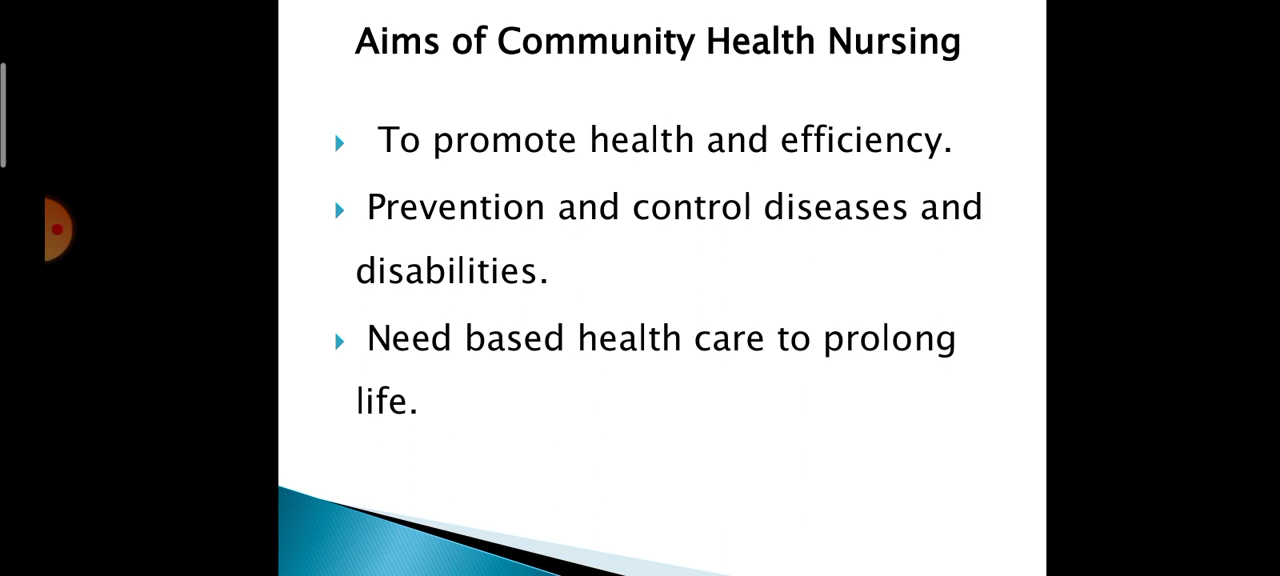 Aims of Community Health Nursing
To promote health and efficiency.
Prevention and control diseases and
disabilities.
Need based health care to prolong
life.